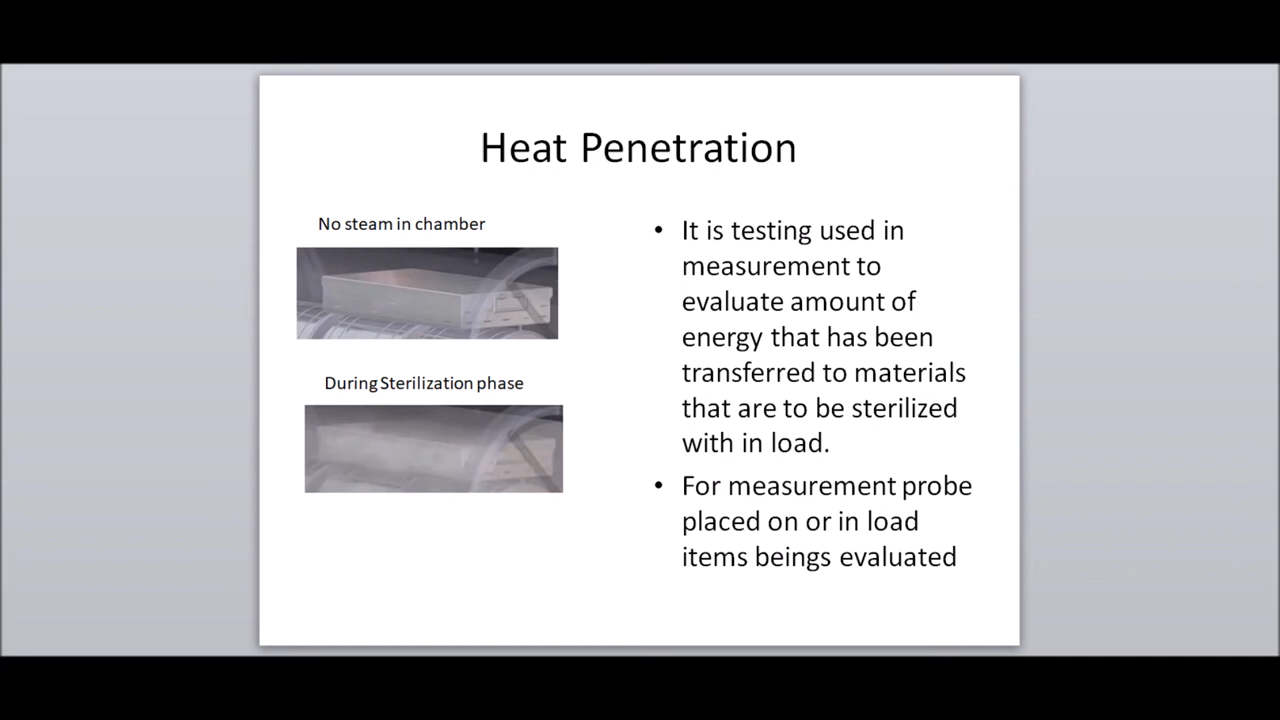 Heat Penetration
No steam in chamber
During Sterilization phase
• It is testing used in
measurement to
evaluate amount of
energy that has been
transferred to materials
that are to be sterilized
with in load.
• For measurement probe
placed on or in load
items beings evaluated